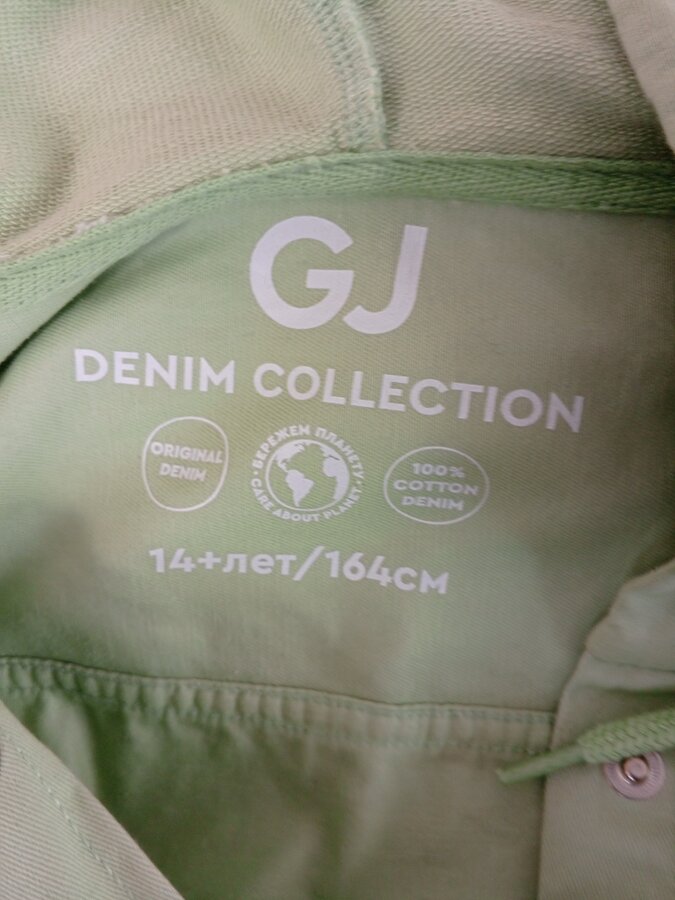 GJ
DENIM COLLECTION
ORIGINAL
DENIM
БЕРЕЖЕМ ПЛАНЕТУ
CARE ABOUT PLANET
100%
COTTON
DENIM
14+лет/164см